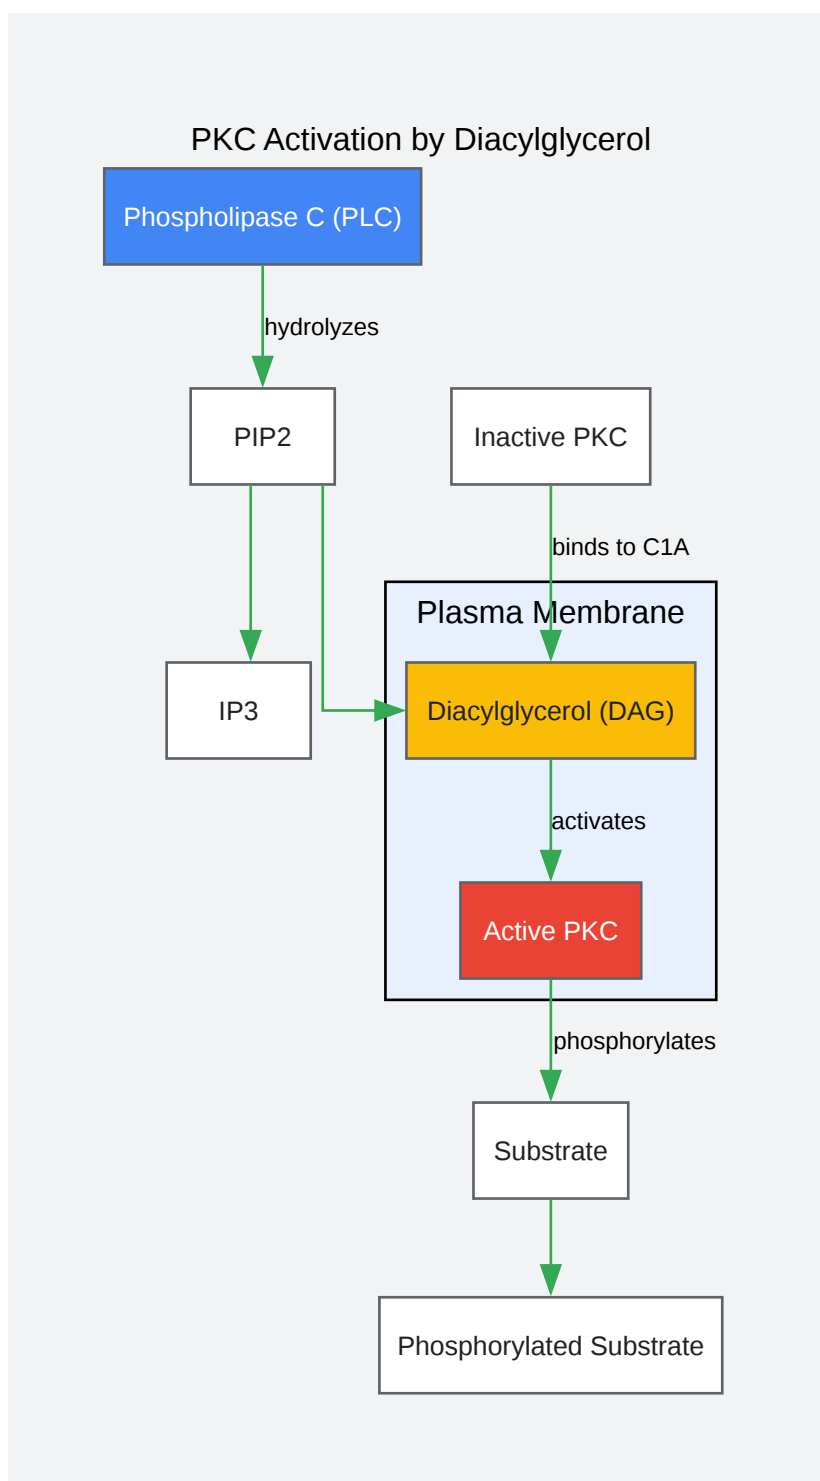 PKC Activation by Diacylglycerol
Phospholipase C (PLC)
hydrolyzes
PIP2
Inactive PKC
binds to C1A
Plasma Membrane
IP3
Diacylglycerol (DAG)
activates
Active PKC
phosphorylates
Substrate
Phosphorylated Substrate